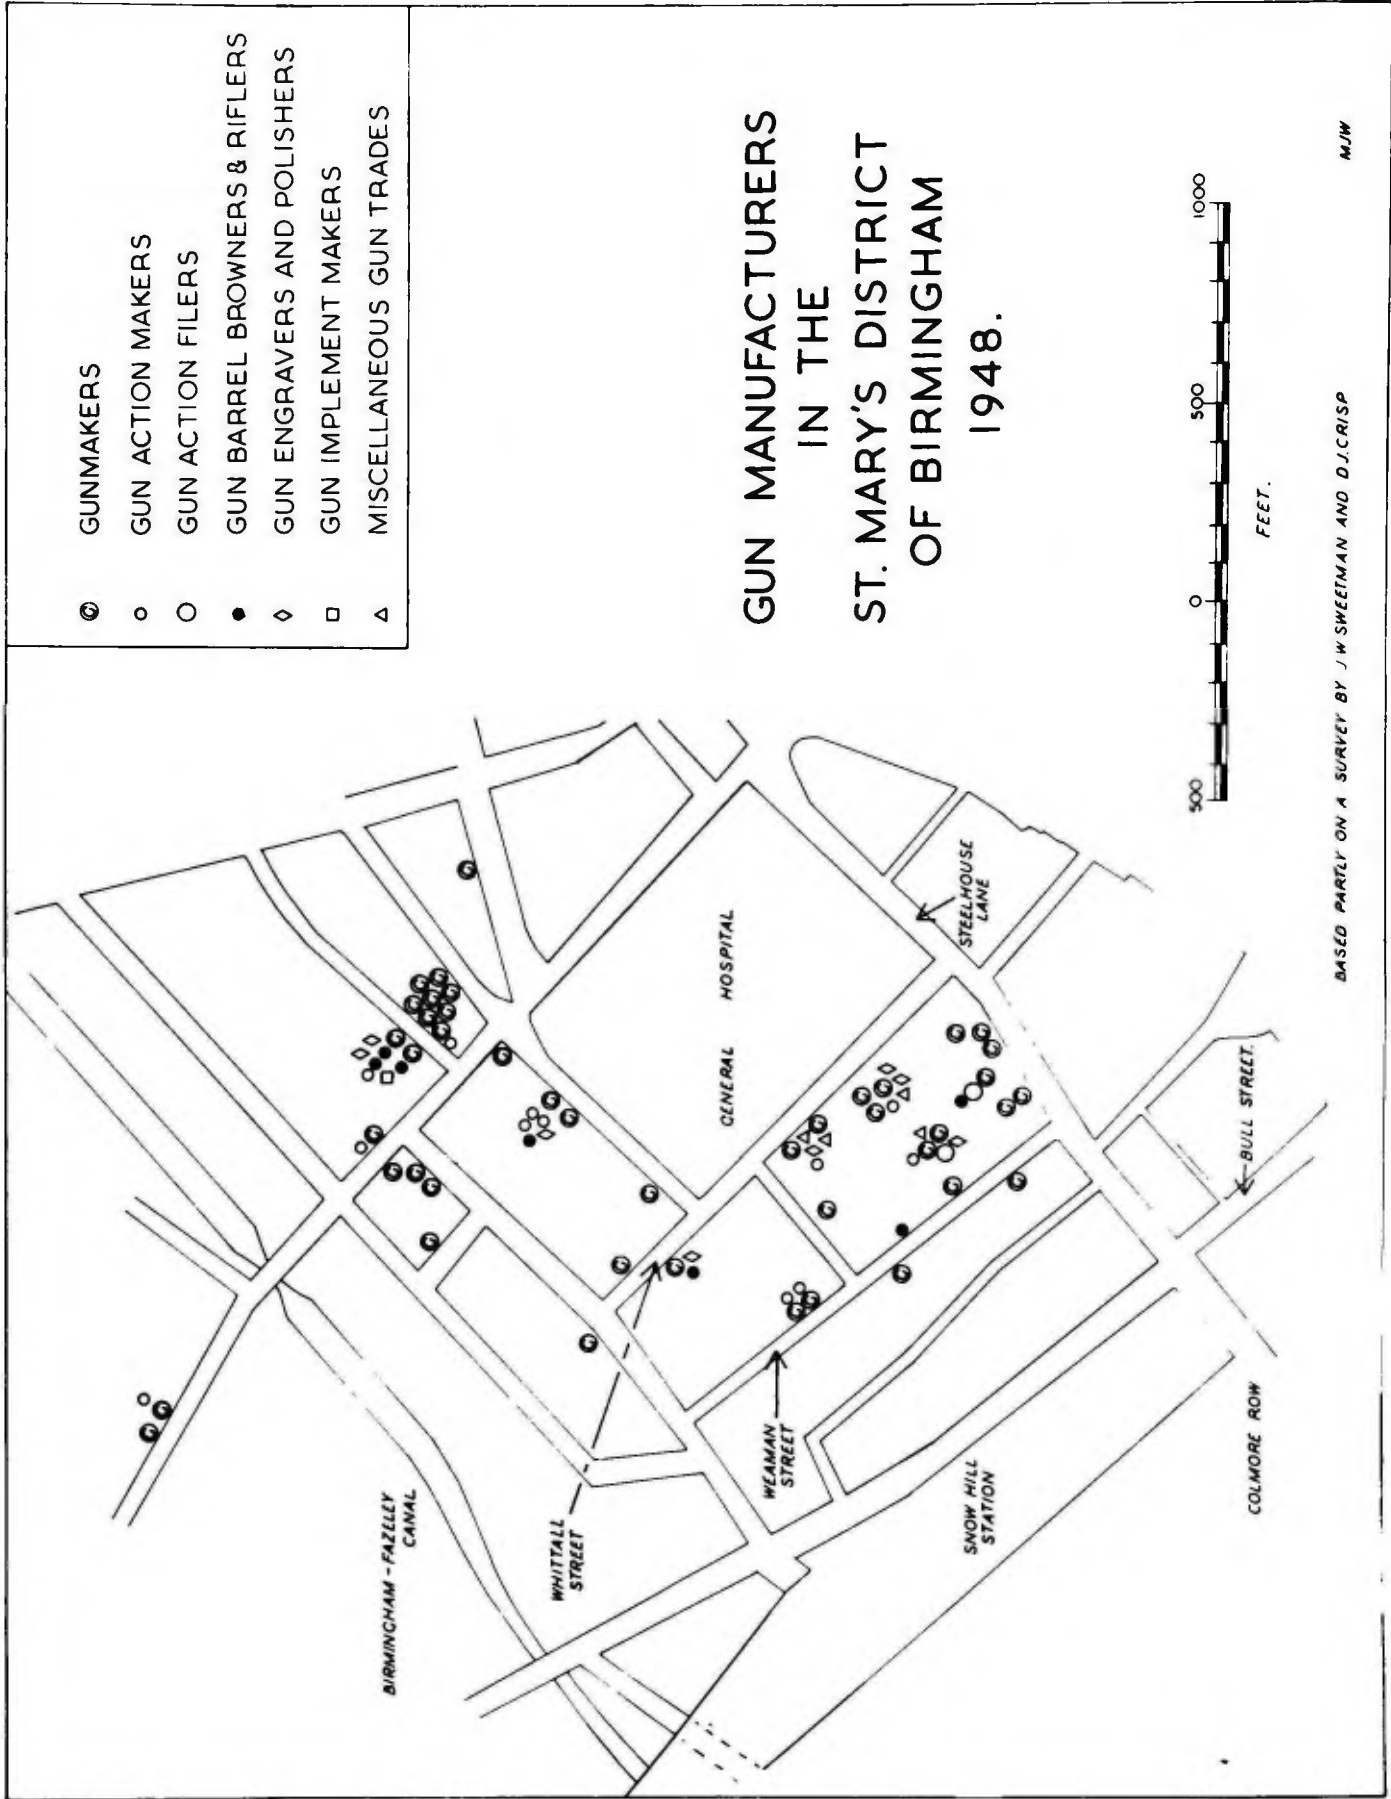 GUNMAKERS
GUN ACTION MAKERS
GUN ACTION FILERS
GUN BARREL BROWNERS & RIFLERS
GUN ENGRAVERS AND POLISHERS
GUN IMPLEMENT MAKERS
MISCELLANEOUS GUN TRADES
GUN MANUFACTURERS
IN THE
ST. MARY'S DISTRICT
OF BIRMINGHAM
1948.
BIRMINGHAM - FAZELEY
CANAL
WHITTALL
STREET
GENERAL HOSPITAL
WEAMAN
STREET
STEELHOUSE
LANE
SNOW HILL
STATION
BULL STREET.
COLMORE ROW
500 0 500 1000
FEET.
BASED PARTLY ON A SURVEY BY J W SWEETMAN AND D J.CRISP
MJW